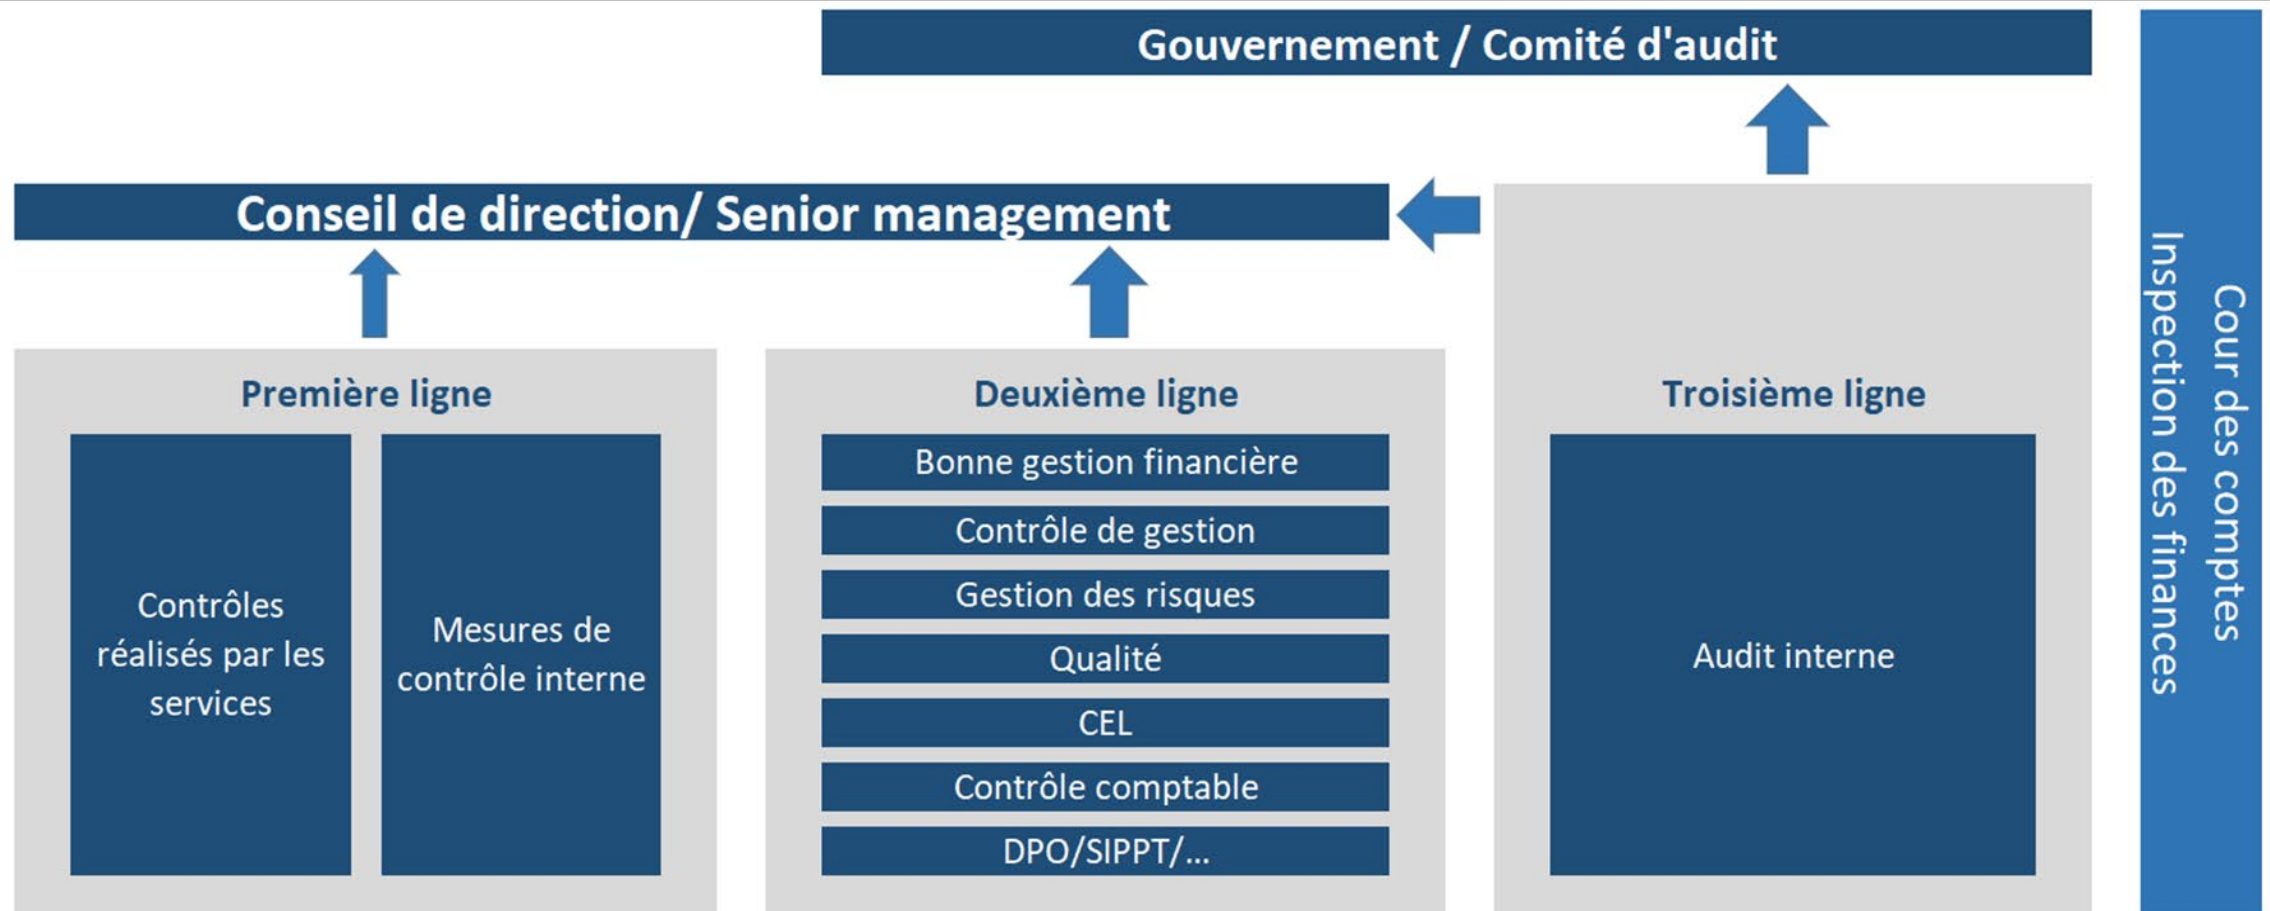 Gouvernement / Comité d'audit
Conseil de direction/ Senior management
Première ligne
Contrôles
réalisés par les
services
Mesures de
contrôle interne
Deuxième ligne
Bonne gestion financière
Contrôle de gestion
Gestion des risques
Qualité
CEL
Contrôle comptable
DPO/SIPPT/...
Troisième ligne
Audit interne
Cour des comptes
Inspection des finances